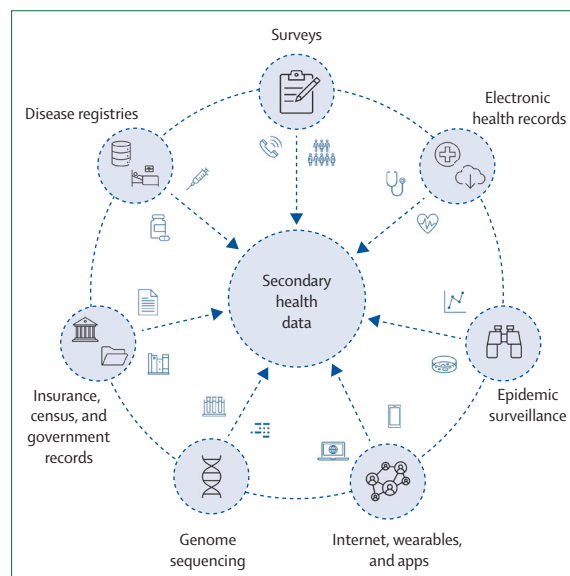 Surveys
Disease registries
Electronic
health records
Secondary
health
data
Insurance,
census, and
government
records
Epidemic
surveillance
Genome
sequencing
Internet, wearables,
and apps